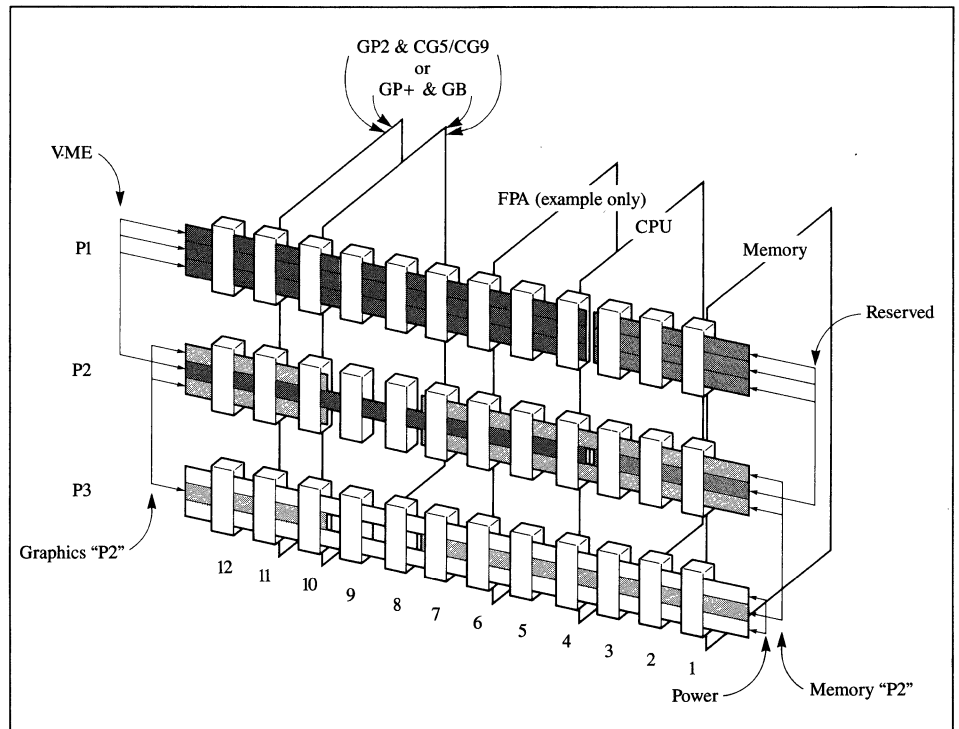 GP2 & CG5/CG9
or
GP+ & GB
VME
FPA (example only)
CPU
Memory
P1
Reserved
P2
P3
Graphics “P2”
12
11
10
9
8
7
6
5
4
3
2
1
Power
Memory “P2”